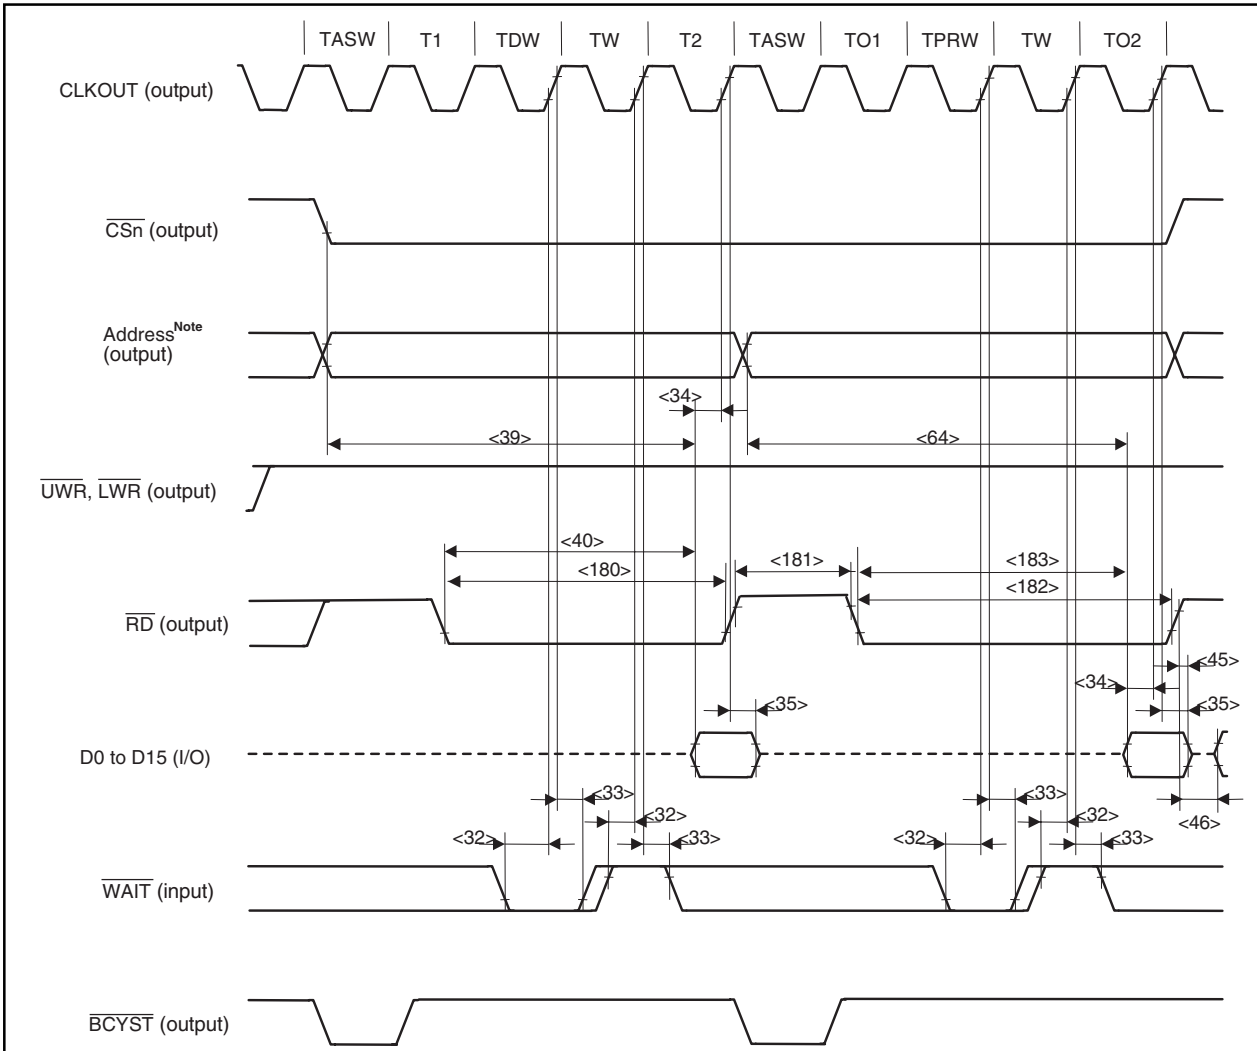 TASW T1 TDW TW T2 TASW TO1 TPRW TW TO2
CLKOUT (output)
CSn (output)
Address Note
(output)
<34>
<39> <64>
UWR, LWR (output)
<40>
<181> <183>
<180>
<182>
RD (output)
<45>
<34>
<35> <35>
D0 to D15 (I/O)
<33> <33>
<32> <32> <46>
<32> <33> <32> <33>
WAIT (input)
BCYST (output)